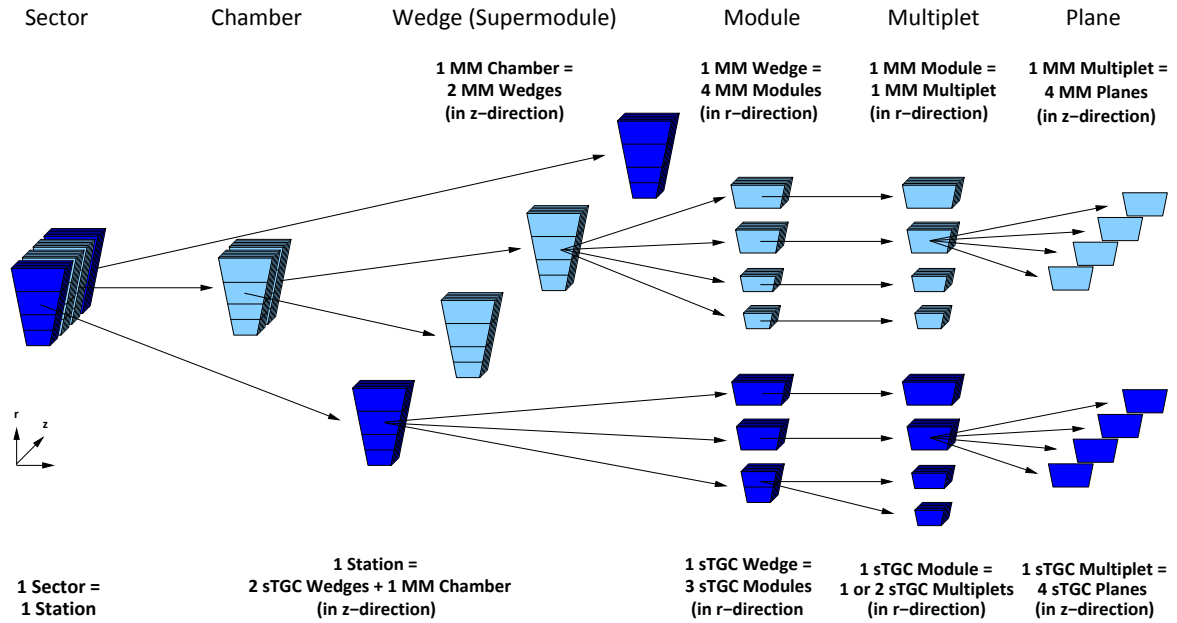 Sector
Chamber
Wedge (Supermodule)
Module
Multiplet
Plane
1 MM Chamber =
2 MM Wedges
(in z−direction)
1 MM Wedge =
4 MM Modules
(in r−direction)
1 MM Module =
1 MM Multiplet
(in r−direction)
1 MM Multiplet =
4 MM Planes
(in z−direction)
r
z
1 Sector =
1 Station
1 Station =
2 sTGC Wedges + 1 MM Chamber
(in z−direction)
1 sTGC Wedge =
3 sTGC Modules
(in r−direction
1 sTGC Module =
1 or 2 sTGC Multiplets
(in r−direction)
1 sTGC Multiplet =
4 sTGC Planes
(in z−direction)